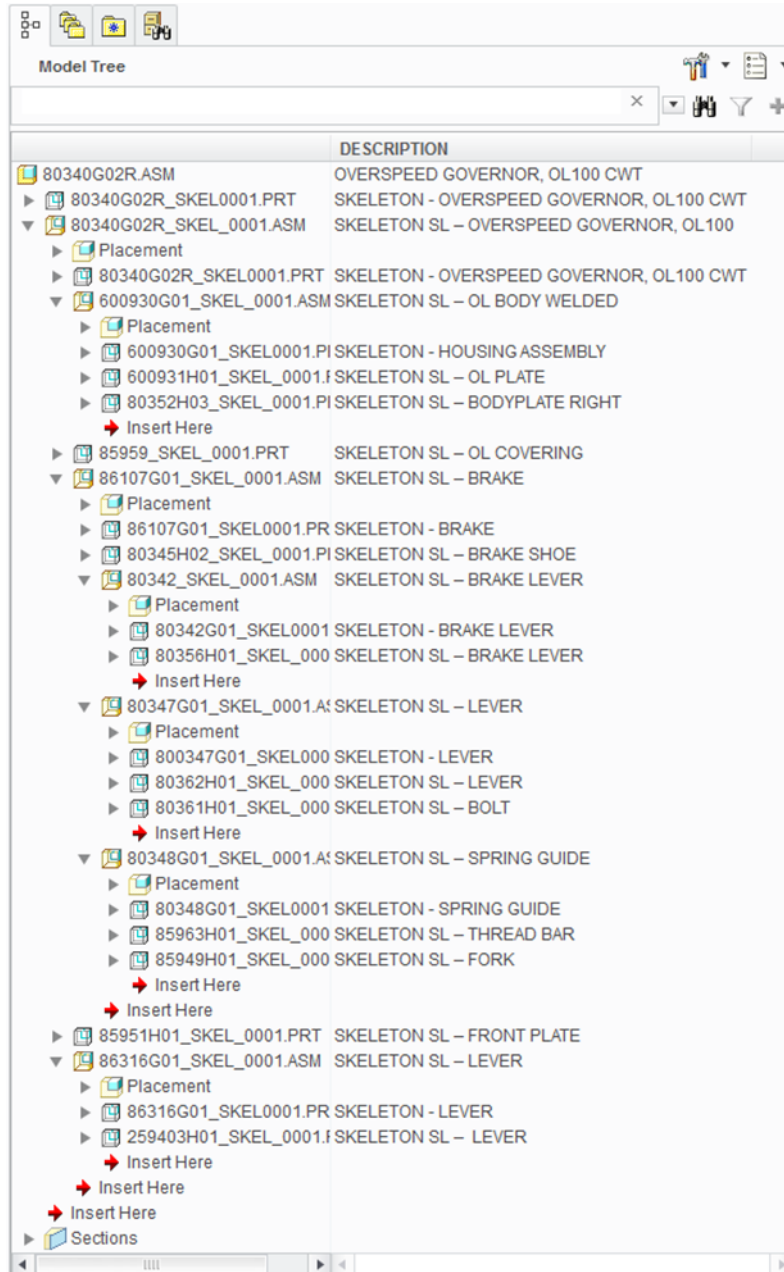 Model Tree
DESCRIPTION
80340G02R.ASM OVERSPEED GOVERNOR, OL100 CWT
80340G02R_SKEL0001.PRT SKELETON - OVERSPEED GOVERNOR, OL100 CWT
80340G02R_SKEL_0001.ASM SKELETON SL – OVERSPEED GOVERNOR, OL100
Placement
80340G02R_SKEL0001.PRT SKELETON - OVERSPEED GOVERNOR, OL100 CWT
600930G01_SKEL_0001.ASM SKELETON SL – OL BODY WELDED
Placement
600930G01_SKEL0001.P SKELETON - HOUSING ASSEMBLY
600931H01_SKEL_0001. SKELETON SL – OL PLATE
80352H03_SKEL_0001.P SKELETON SL – BODYPLATE RIGHT
Insert Here
85959_SKEL_0001.PRT SKELETON SL – OL COVERING
86107G01_SKEL_0001.ASM SKELETON SL – BRAKE
Placement
86107G01_SKEL0001.PR SKELETON - BRAKE
80345H02_SKEL_0001.P SKELETON SL – BRAKE SHOE
80342_SKEL_0001.ASM SKELETON SL – BRAKE LEVER
Placement
80342G01_SKEL0001 SKELETON - BRAKE LEVER
80356H01_SKEL_000 SKELETON SL – BRAKE LEVER
Insert Here
80347G01_SKEL_0001.A SKELETON SL – LEVER
Placement
800347G01_SKEL000 SKELETON - LEVER
80362H01_SKEL_000 SKELETON SL – LEVER
80361H01_SKEL_000 SKELETON SL – BOLT
Insert Here
80348G01_SKEL_0001.A SKELETON SL – SPRING GUIDE
Placement
80348G01_SKEL0001 SKELETON - SPRING GUIDE
85963H01_SKEL_000 SKELETON SL – THREAD BAR
85949H01_SKEL_000 SKELETON SL – FORK
Insert Here
Insert Here
85951H01_SKEL_0001.PRT SKELETON SL – FRONT PLATE
86316G01_SKEL_0001.ASM SKELETON SL – LEVER
Placement
86316G01_SKEL0001.PR SKELETON - LEVER
259403H01_SKEL_0001. SKELETON SL – LEVER
Insert Here
Insert Here
Insert Here
Sections